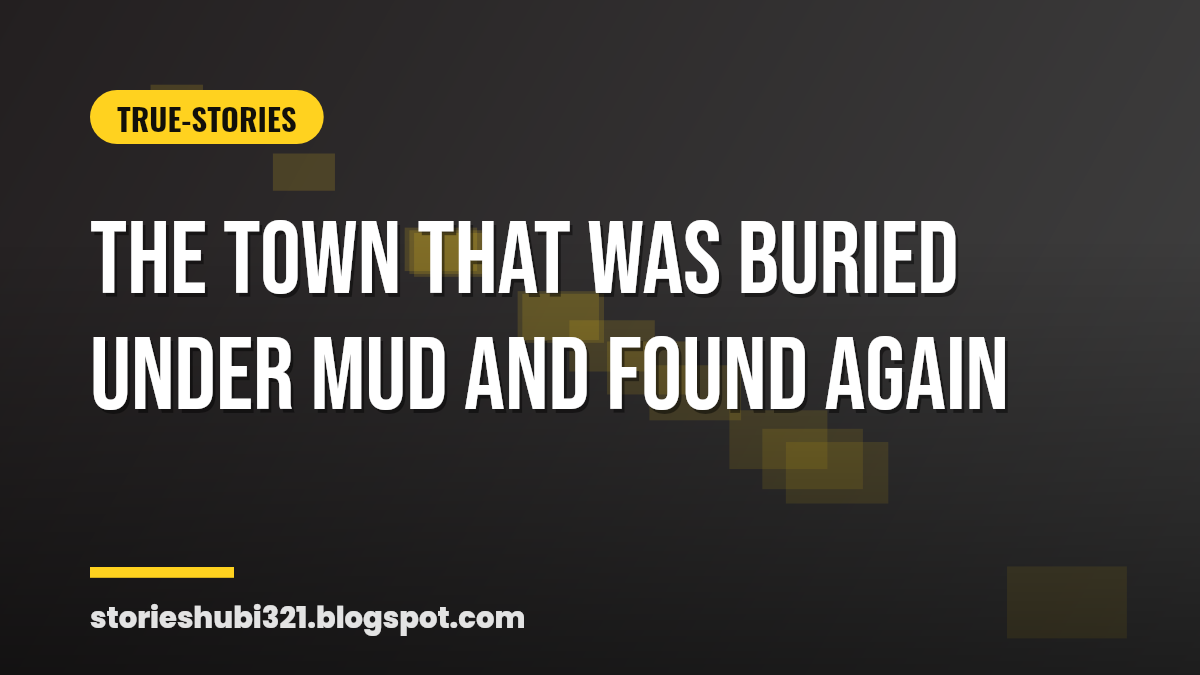 TRUE-STORIES
THE TOWN THAT WAS BURIED
UNDER MUD AND FOUND AGAIN
storieshubi321.blogspot.com